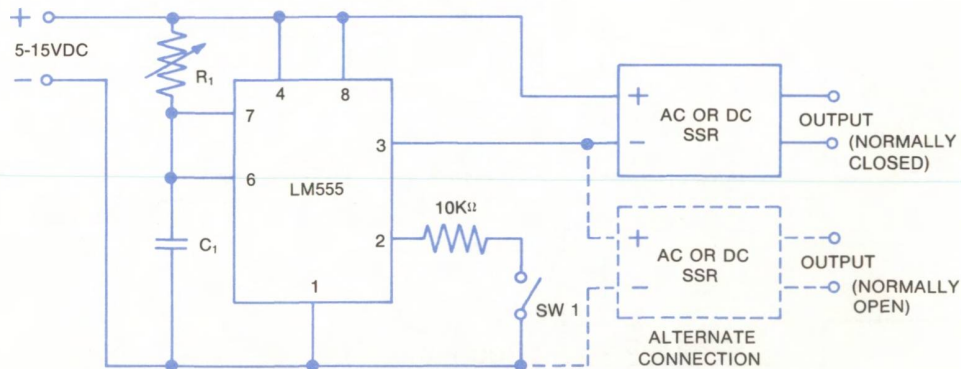 +
5-15VDC
−
R₁
C₁
4
8
7
6
3
2
1
LM555
10KΩ
SW 1
+
−
AC OR DC
SSR
OUTPUT
(NORMALLY
CLOSED)
+
−
AC OR DC
SSR
OUTPUT
(NORMALLY
OPEN)
ALTERNATE
CONNECTION